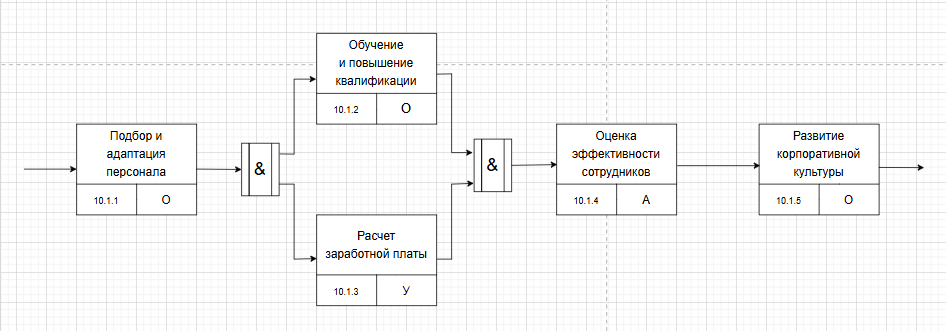 Подбор и
адаптация
персонала
10.1.1 О
&
Обучение
и повышение
квалификации
10.1.2 О
Расчет
заработной платы
10.1.3 У
&
Оценка
эффективности
сотрудников
10.1.4 А
Развитие
корпоративной
культуры
10.1.5 О